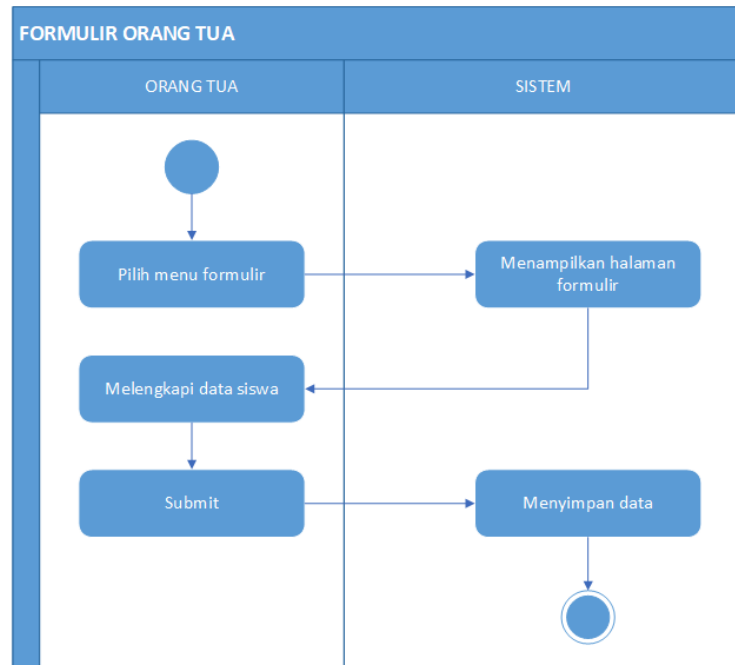 FORMULIR ORANG TUA
ORANG TUA
SISTEM
Pilih menu formulir
Menampilkan halaman
formulir
Melengkapi data siswa
Submit
Menyimpan data